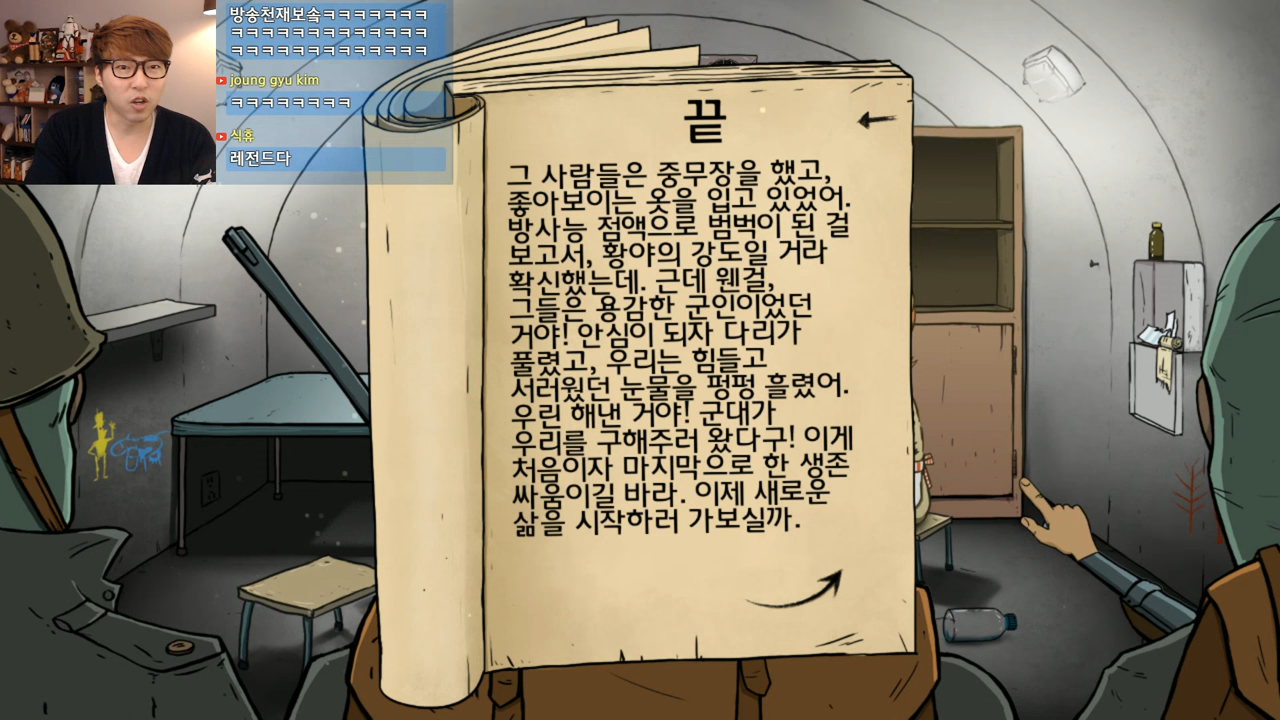 방송천재보솤ㅋㅋㅋㅋㅋㅋㅋ
ㅋㅋㅋㅋㅋㅋㅋㅋㅋㅋㅋㅋㅋ
ㅋㅋㅋㅋㅋㅋㅋㅋㅋㅋㅋㅋㅋ
joung gyu kim
ㅋㅋㅋㅋㅋㅋㅋㅋ
식흉
레전드다
끝
그 사람들은 중무장을 했고,
좋아보이는 옷을 입고 있었어.
방사능 점액으로 범벅이 된 걸
보고서, 황야의 강도일 거라
확신했는데. 근데 웬걸,
그들은 용감한 군인이었던
거야! 안심이 되자 다리가
풀렸고, 우리는 힘들고
서러웠던 눈물을 펑펑 흘렸어.
우린 해낸 거야! 군대가
우리를 구해주러 왔다구! 이게
처음이자 마지막으로 한 생존
싸움이길 바라. 이제 새로운
삶을 시작하러 가보실까.